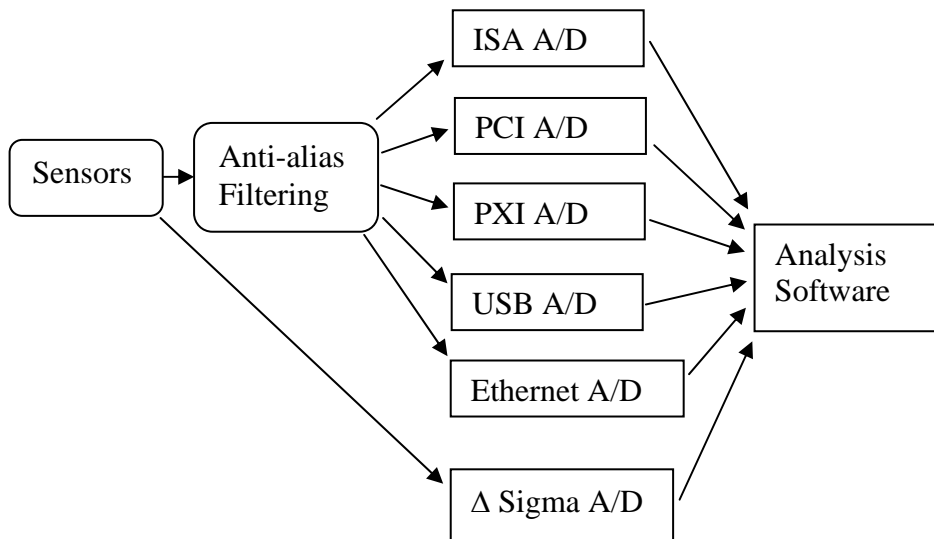 Sensors
Anti-alias
Filtering
ISA A/D
PCI A/D
PXI A/D
USB A/D
Ethernet A/D
Δ Sigma A/D
Analysis
Software